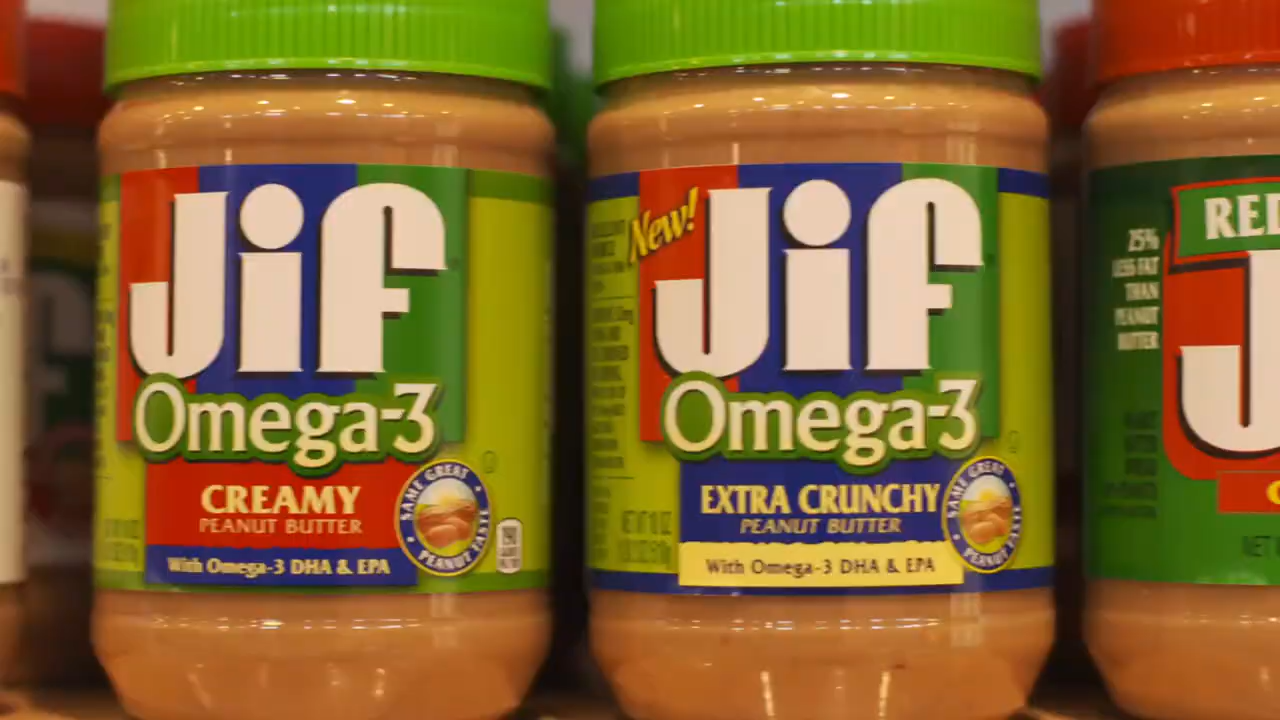 Jif
Omega-3
CREAMY
PEANUT BUTTER
With Omega-3 DHA & EPA
SAME GREAT
PEANUT TASTE
New!
Jif
Omega-3
EXTRA CRUNCHY
PEANUT BUTTER
With Omega-3 DHA & EPA
SAME GREAT
PEANUT TASTE
25%
LESS FAT
THAN
PEANUT
BUTTER
RED
J
NET